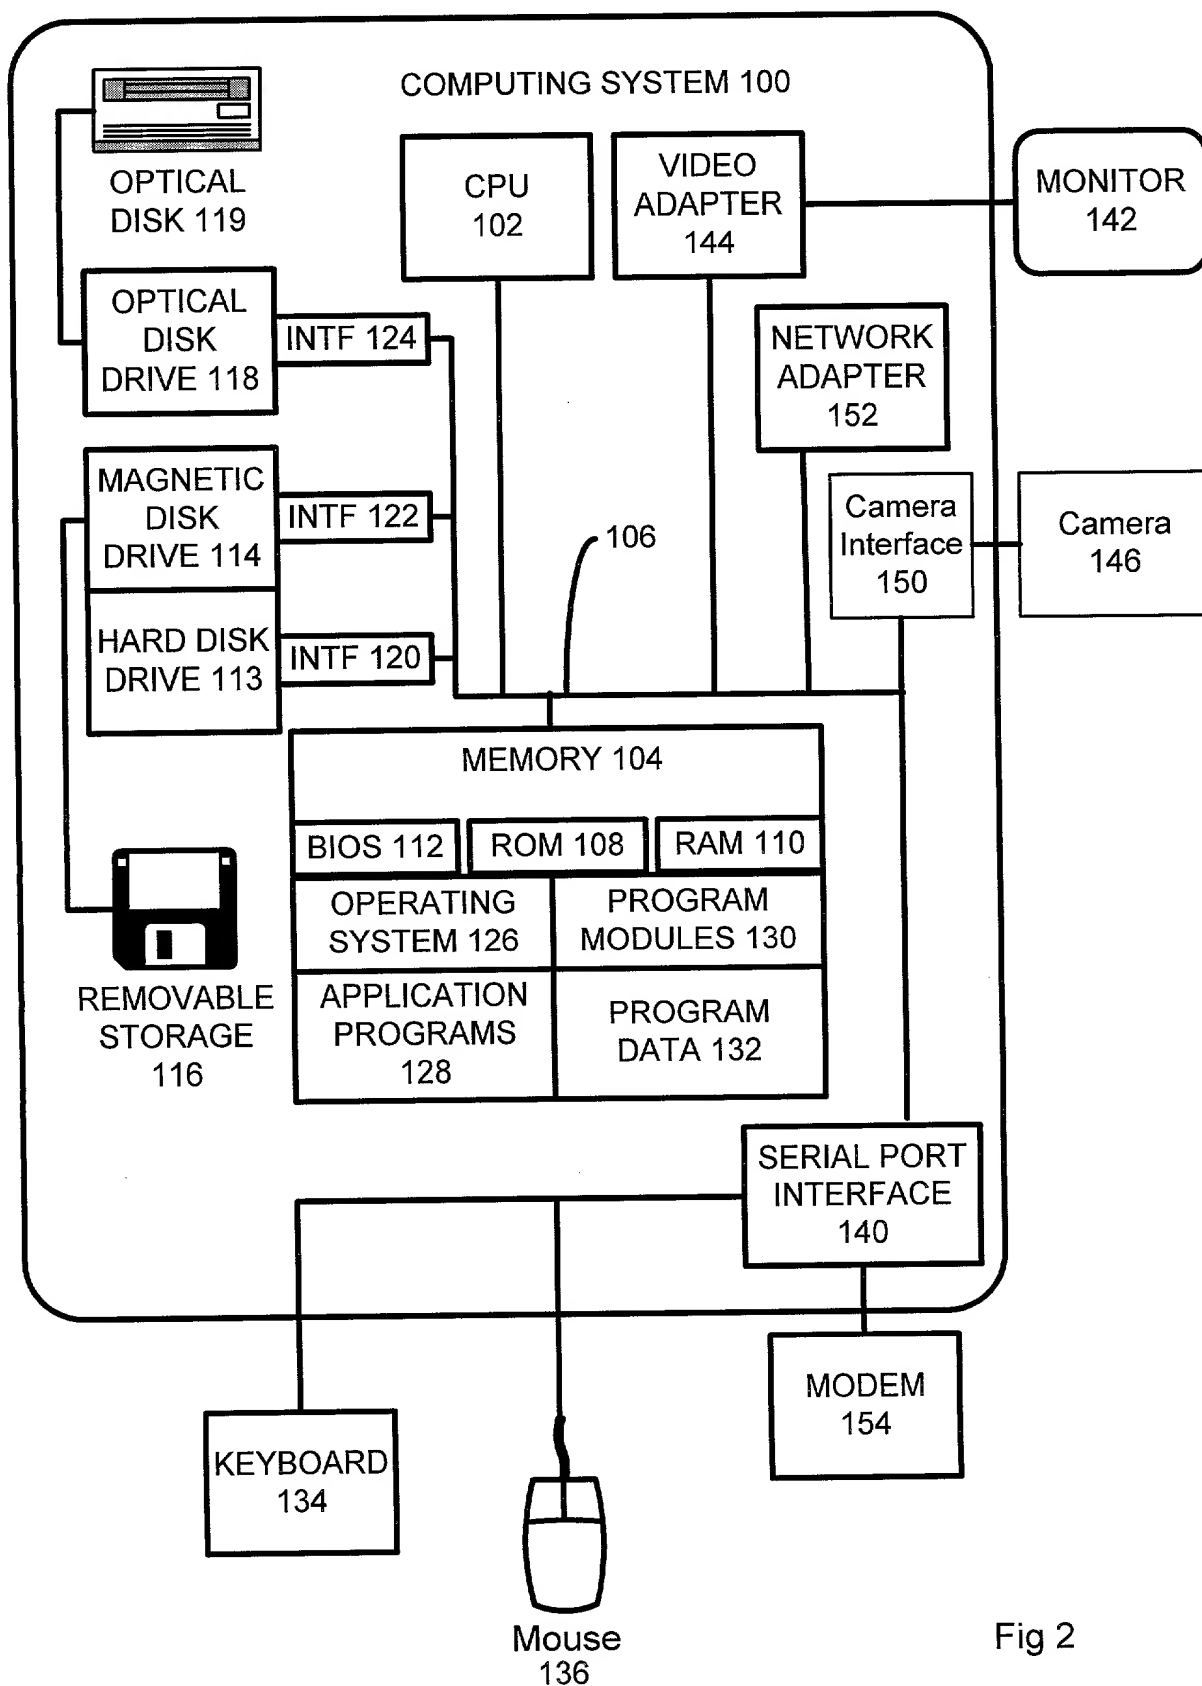 COMPUTING SYSTEM 100
OPTICAL
DISK 119
CPU
102
VIDEO
ADAPTER
144
MONITOR
142
OPTICAL
DISK
DRIVE 118
INTF 124
NETWORK
ADAPTER
152
MAGNETIC
DISK
DRIVE 114
INTF 122
106
Camera
Interface
150
Camera
146
HARD DISK
DRIVE 113
INTF 120
MEMORY 104
BIOS 112
ROM 108
RAM 110
OPERATING
SYSTEM 126
PROGRAM
MODULES 130
APPLICATION
PROGRAMS
128
PROGRAM
DATA 132
REMOVABLE
STORAGE
116
SERIAL PORT
INTERFACE
140
MODEM
154
KEYBOARD
134
Mouse
136
Fig 2